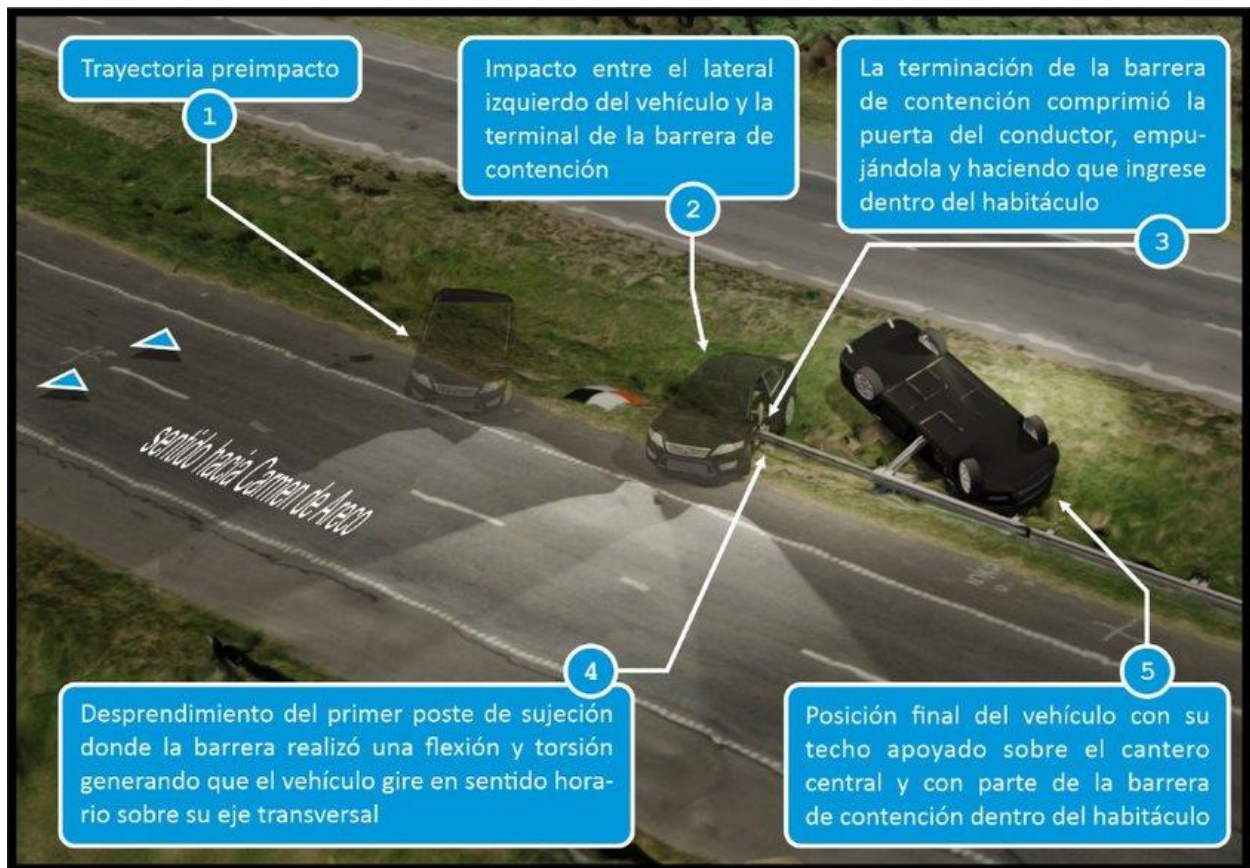 Trayectoria preimpacto
1
Impacto entre el lateral
izquierdo del vehículo y la
terminal de la barrera de
contención
2
La terminación de la barrera
de contención comprimió la
puerta del conductor, empu-
jándola y haciendo que ingrese
dentro del habitáculo
3
sentido hacia Carmen de Areco
4
Desprendimiento del primer poste de sujeción
donde la barrera realizó una flexión y torsión
generando que el vehículo gire en sentido hora-
rio sobre su eje transversal
5
Posición final del vehículo con su
techo apoyado sobre el cantero
central y con parte de la barrera
de contención dentro del habitáculo